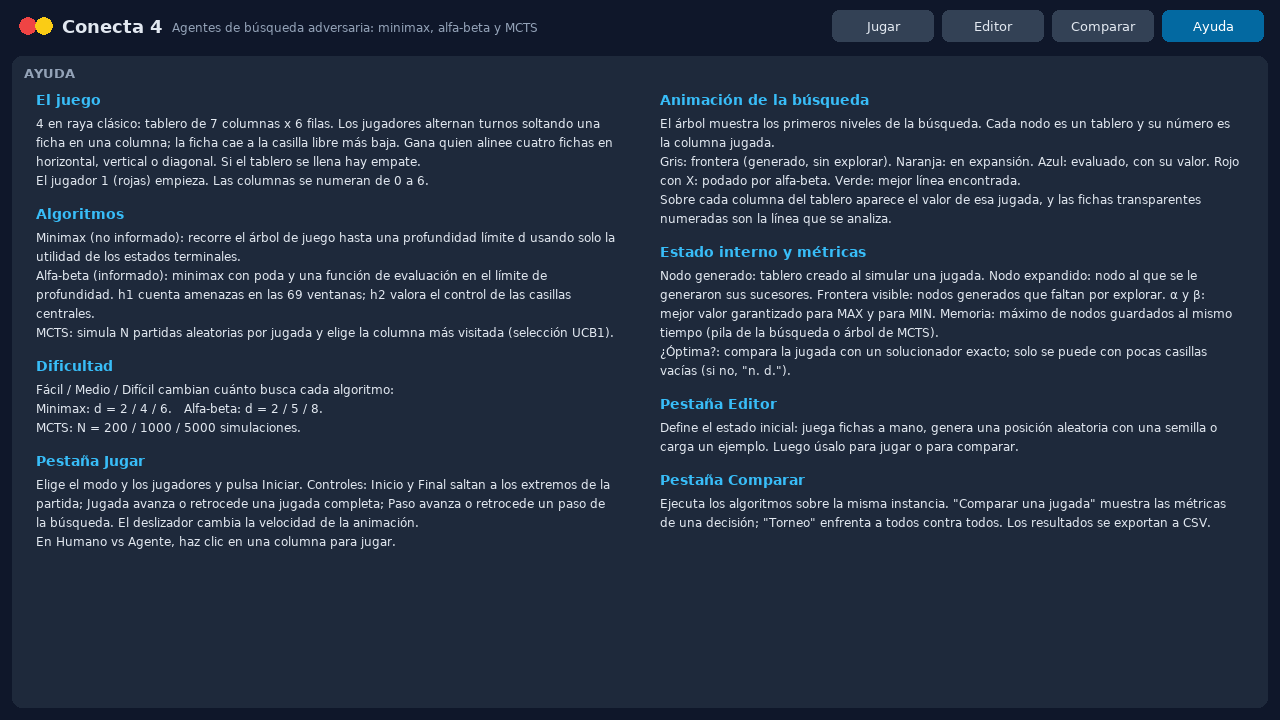 Conecta 4
Agentes de búsqueda adversaria: minimax, alfa-beta y MCTS
Jugar
Editor
Comparar
Ayuda
AYUDA
El juego
4 en raya clásico: tablero de 7 columnas x 6 filas. Los jugadores alternan turnos soltando una
ficha en una columna; la ficha cae a la casilla libre más baja. Gana quien alinee cuatro fichas en
horizontal, vertical o diagonal. Si el tablero se llena hay empate.
El jugador 1 (rojas) empieza. Las columnas se numeran de 0 a 6.
Algoritmos
Minimax (no informado): recorre el árbol de juego hasta una profundidad límite d usando solo la
utilidad de los estados terminales.
Alfa-beta (informado): minimax con poda y una función de evaluación en el límite de
profundidad. h1 cuenta amenazas en las 69 ventanas; h2 valora el control de las casillas
centrales.
MCTS: simula N partidas aleatorias por jugada y elige la columna más visitada (selección UCB1).
Dificultad
Fácil / Medio / Difícil cambian cuánto busca cada algoritmo:
Minimax: d = 2 / 4 / 6.   Alfa-beta: d = 2 / 5 / 8.
MCTS: N = 200 / 1000 / 5000 simulaciones.
Pestaña Jugar
Elige el modo y los jugadores y pulsa Iniciar. Controles: Inicio y Final saltan a los extremos de la
partida; Jugada avanza o retrocede una jugada completa; Paso avanza o retrocede un paso de
la búsqueda. El deslizador cambia la velocidad de la animación.
En Humano vs Agente, haz clic en una columna para jugar.
Animación de la búsqueda
El árbol muestra los primeros niveles de la búsqueda. Cada nodo es un tablero y su número es
la columna jugada.
Gris: frontera (generado, sin explorar). Naranja: en expansión. Azul: evaluado, con su valor. Rojo
con X: podado por alfa-beta. Verde: mejor línea encontrada.
Sobre cada columna del tablero aparece el valor de esa jugada, y las fichas transparentes
numeradas son la línea que se analiza.
Estado interno y métricas
Nodo generado: tablero creado al simular una jugada. Nodo expandido: nodo al que se le
generaron sus sucesores. Frontera visible: nodos generados que faltan por explorar. α y β:
mejor valor garantizado para MAX y para MIN. Memoria: máximo de nodos guardados al mismo
tiempo (pila de la búsqueda o árbol de MCTS).
¿Óptima?: compara la jugada con un solucionador exacto; solo se puede con pocas casillas
vacías (si no, "n. d.").
Pestaña Editor
Define el estado inicial: juega fichas a mano, genera una posición aleatoria con una semilla o
carga un ejemplo. Luego úsalo para jugar o para comparar.
Pestaña Comparar
Ejecuta los algoritmos sobre la misma instancia. "Comparar una jugada" muestra las métricas
de una decisión; "Torneo" enfrenta a todos contra todos. Los resultados se exportan a CSV.